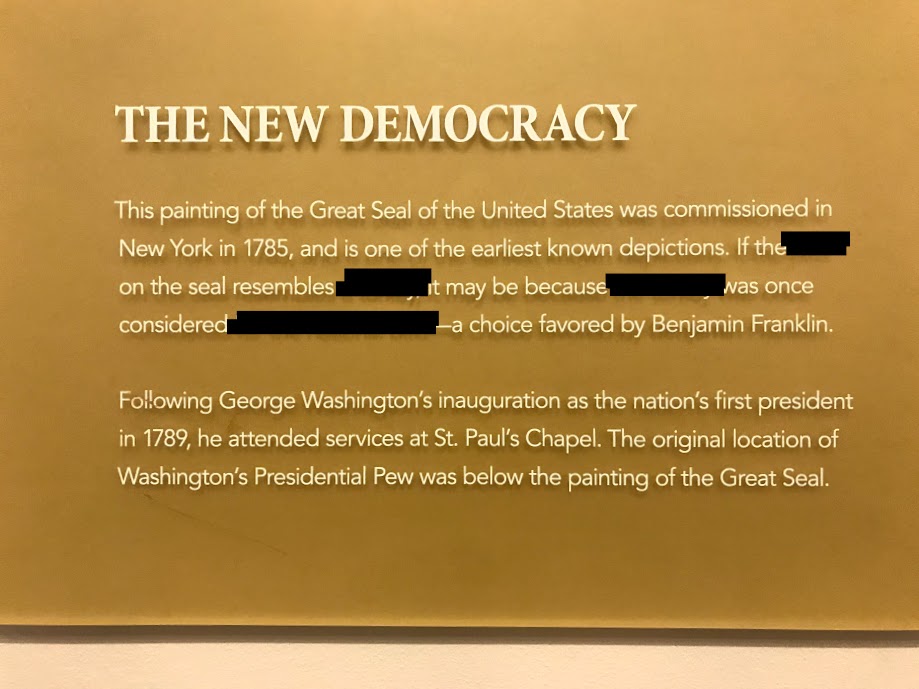 THE NEW DEMOCRACY
This painting of the Great Seal of the United States was commissioned in
New York in 1785, and is one of the earliest known depictions. If the
on the seal resembles it may be because was once
considered —a choice favored by Benjamin Franklin.
Following George Washington's inauguration as the nation's first president
in 1789, he attended services at St. Paul's Chapel. The original location of
Washington's Presidential Pew was below the painting of the Great Seal.